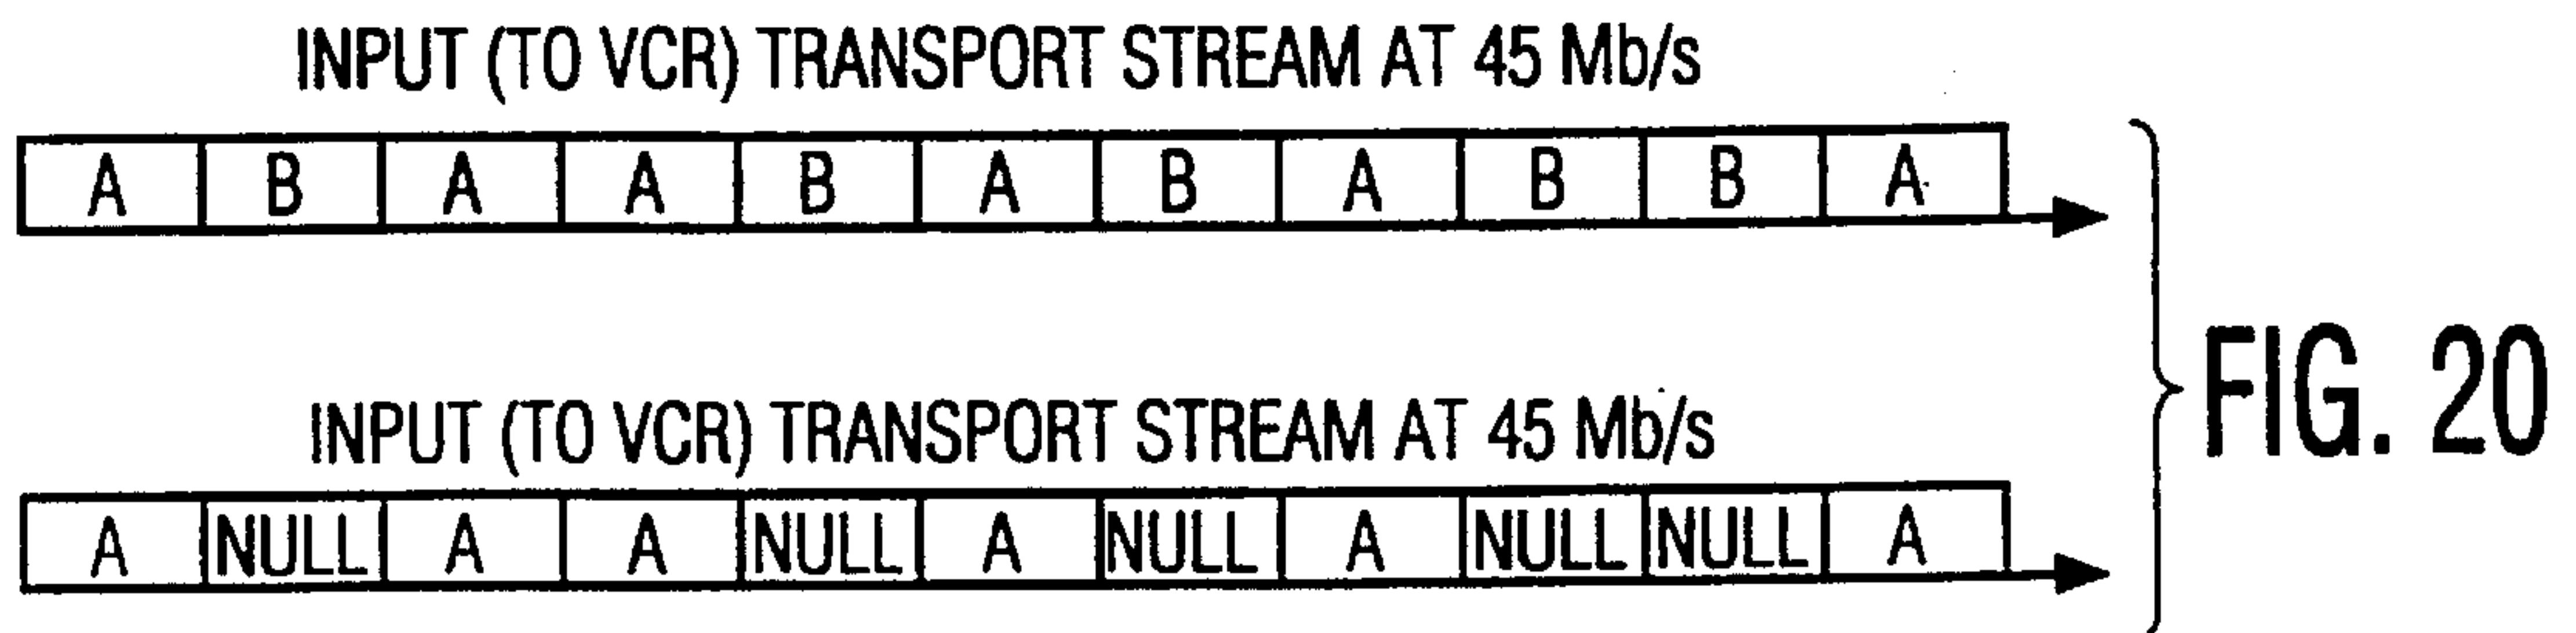 INPUT (TO VCR) TRANSPORT STREAM AT 45 Mb/s
A B A A B A B A B B A
INPUT (TO VCR) TRANSPORT STREAM AT 45 Mb/s
A NULL A A NULL A NULL A NULL NULL A
FIG. 20